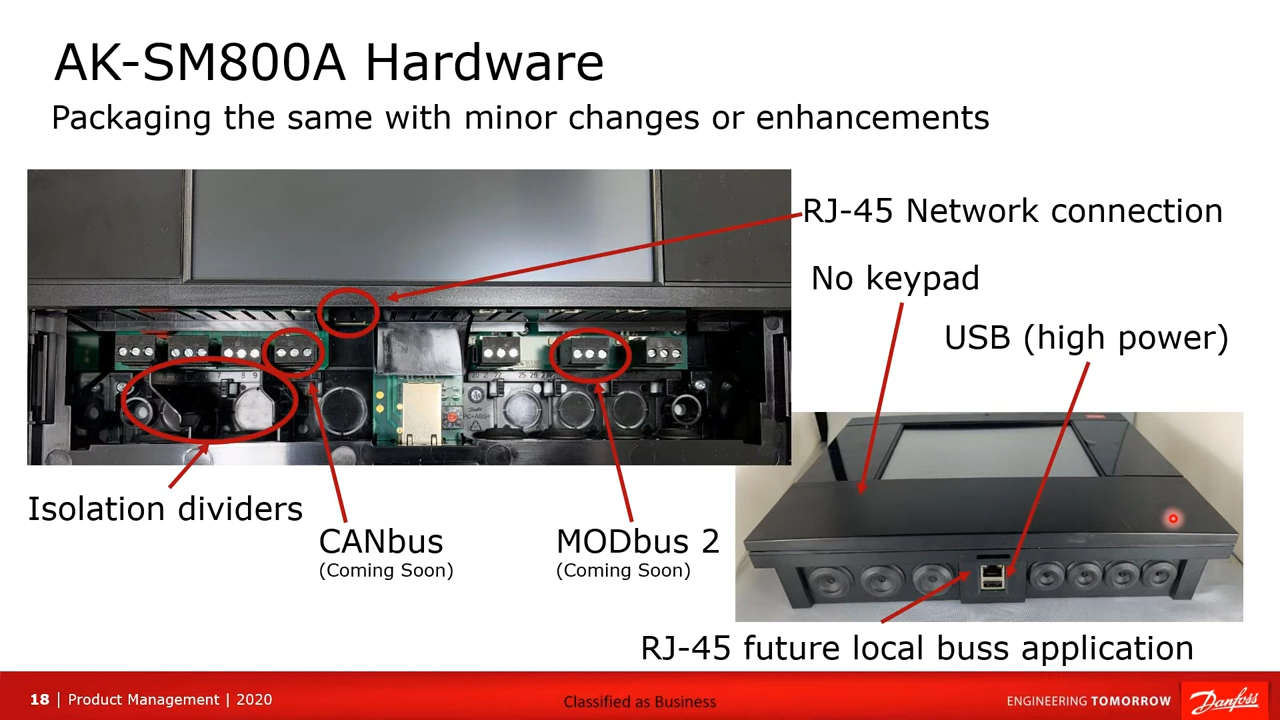 AK-SM800A Hardware
Packaging the same with minor changes or enhancements
RJ-45 Network connection
No keypad
USB (high power)
Isolation dividers
CANbus
(Coming Soon)
MODbus 2
(Coming Soon)
RJ-45 future local buss application
18 | Product Management | 2020
Classified as Business
ENGINEERING TOMORROW
Danfoss